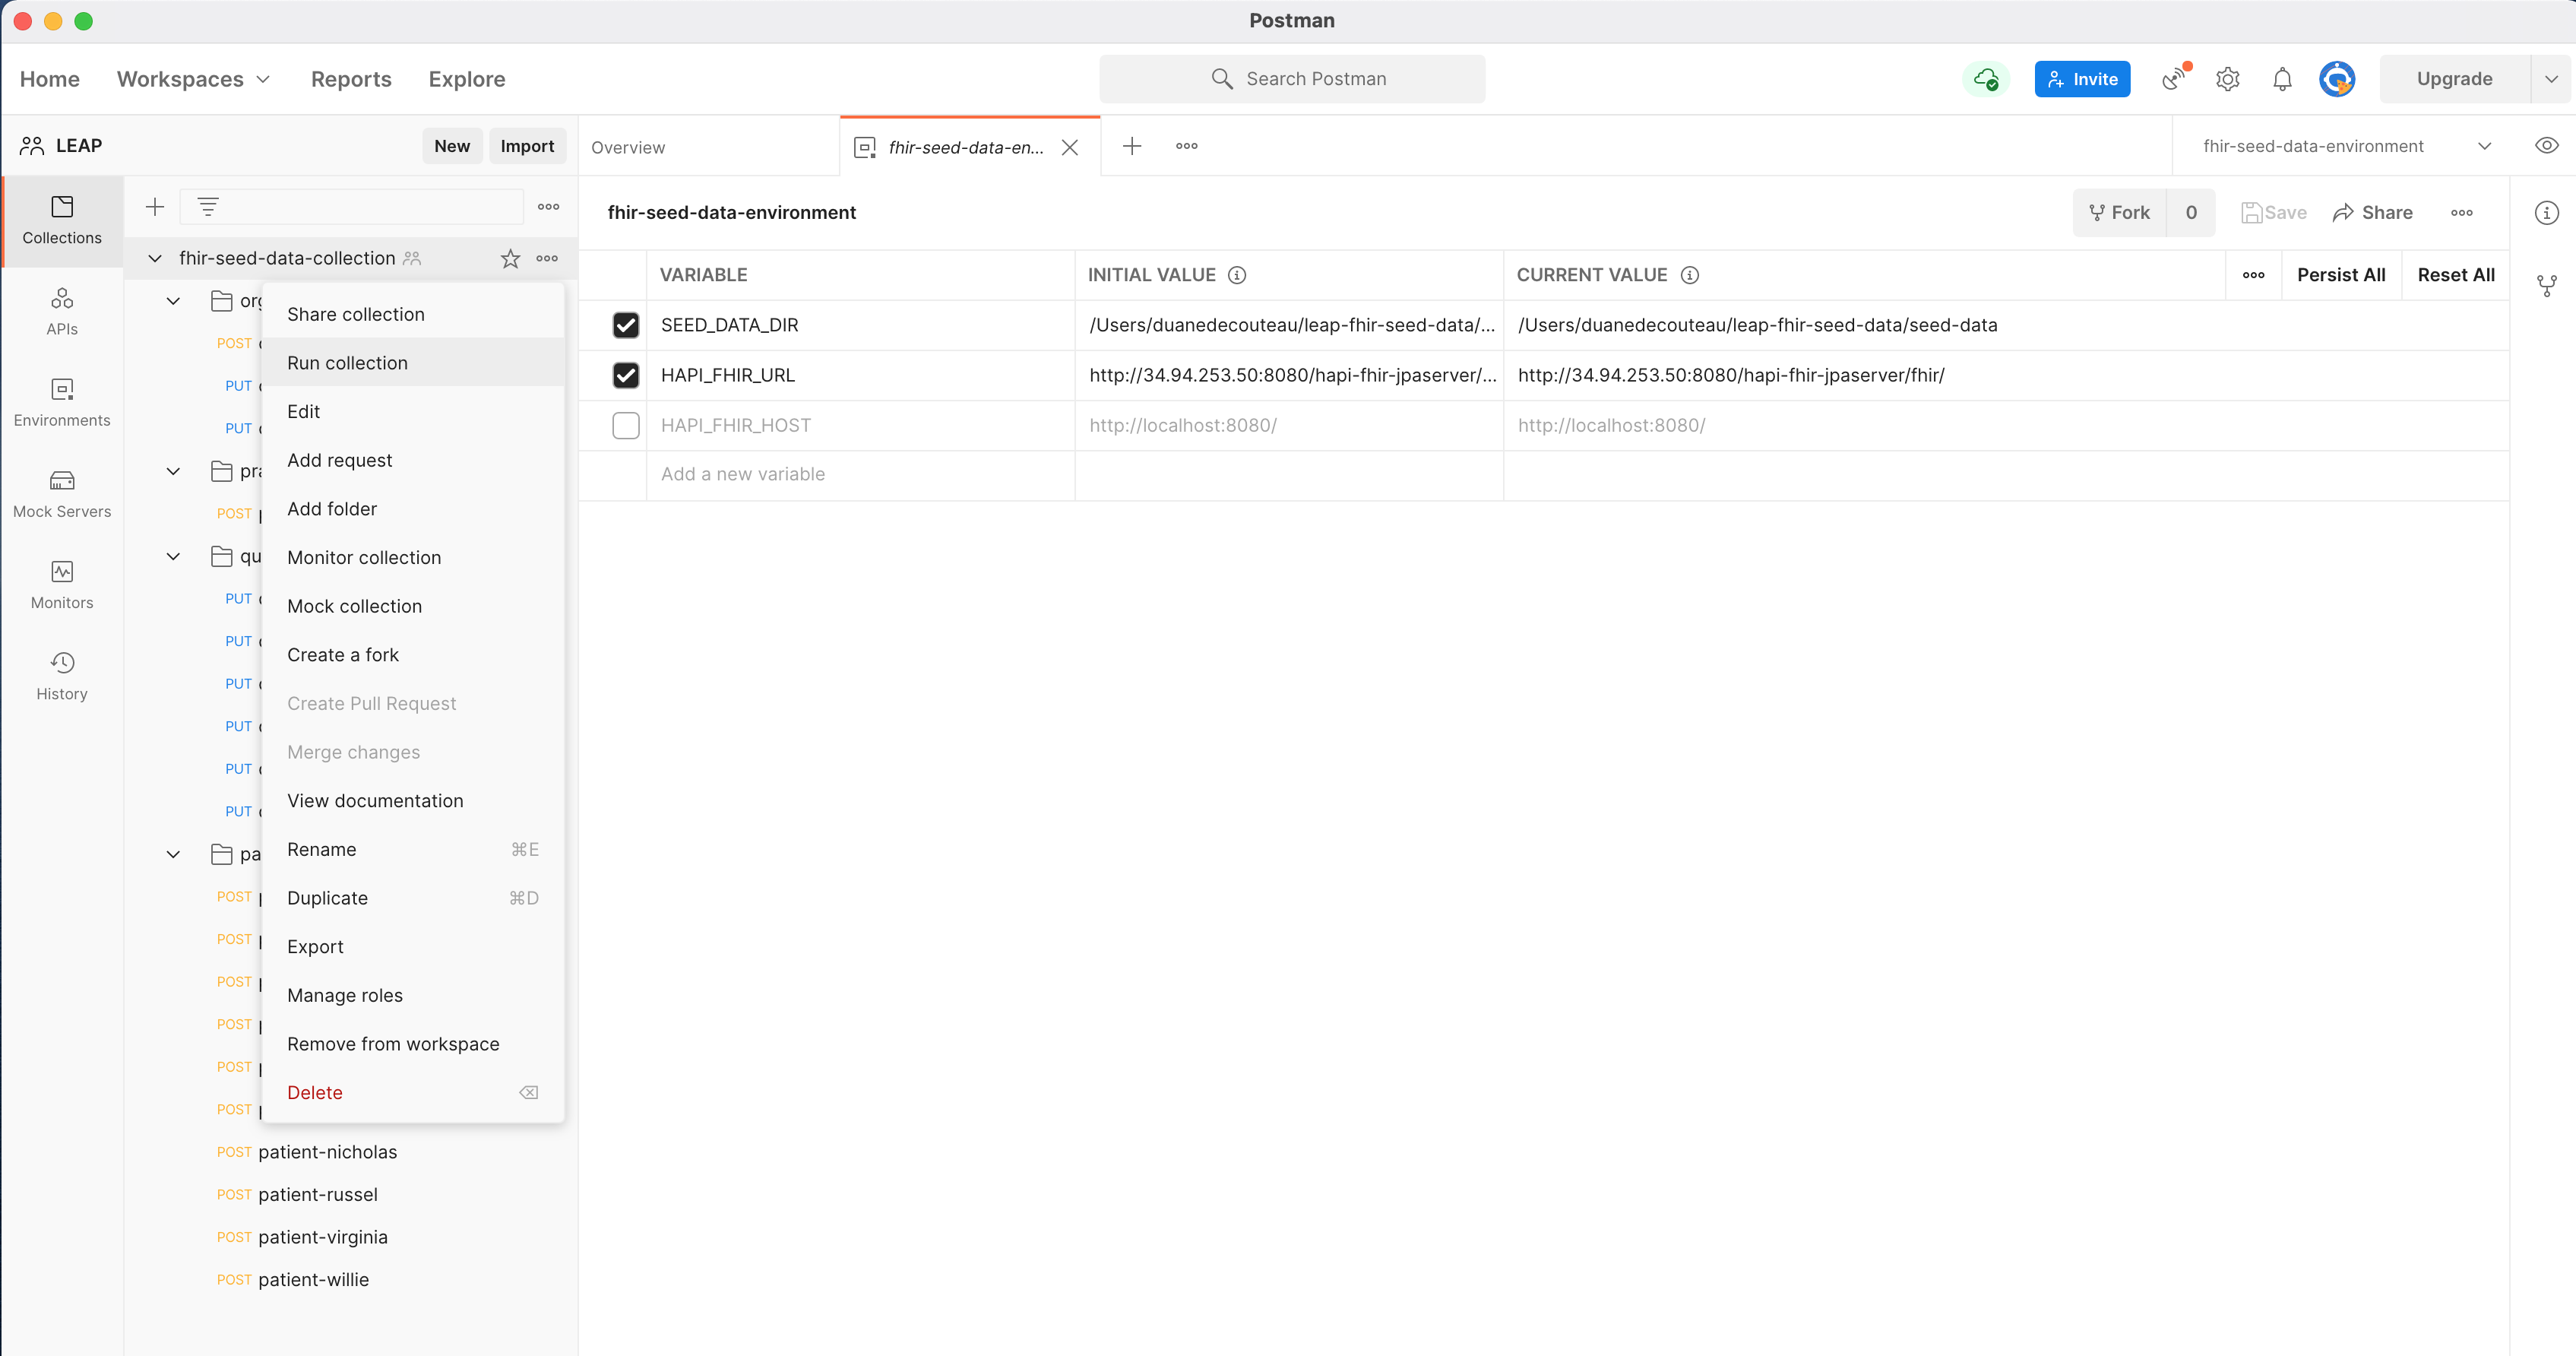 Postman
Home Workspaces Reports Explore
Search Postman
Invite
Upgrade
LEAP
New Import
Overview
fhir-seed-data-en...
fhir-seed-data-environment
Collections
APIs
Environments
Mock Servers
Monitors
History
fhir-seed-data-collection
POST
PUT
PUT
POST
PUT
PUT
PUT
PUT
PUT
PUT
POST
POST
POST
POST
POST
POST
POST patient-nicholas
POST patient-russel
POST patient-virginia
POST patient-willie
Share collection
Run collection
Edit
Add request
Add folder
Monitor collection
Mock collection
Create a fork
Create Pull Request
Merge changes
View documentation
Rename ⌘E
Duplicate ⌘D
Export
Manage roles
Remove from workspace
Delete
fhir-seed-data-environment
Fork 0 Save Share
VARIABLE INITIAL VALUE CURRENT VALUE Persist All Reset All
SEED_DATA_DIR /Users/duanedecouteau/leap-fhir-seed-data/... /Users/duanedecouteau/leap-fhir-seed-data/seed-data
HAPI_FHIR_URL http://34.94.253.50:8080/hapi-fhir-jpaserver/... http://34.94.253.50:8080/hapi-fhir-jpaserver/fhir/
HAPI_FHIR_HOST http://localhost:8080/ http://localhost:8080/
Add a new variable